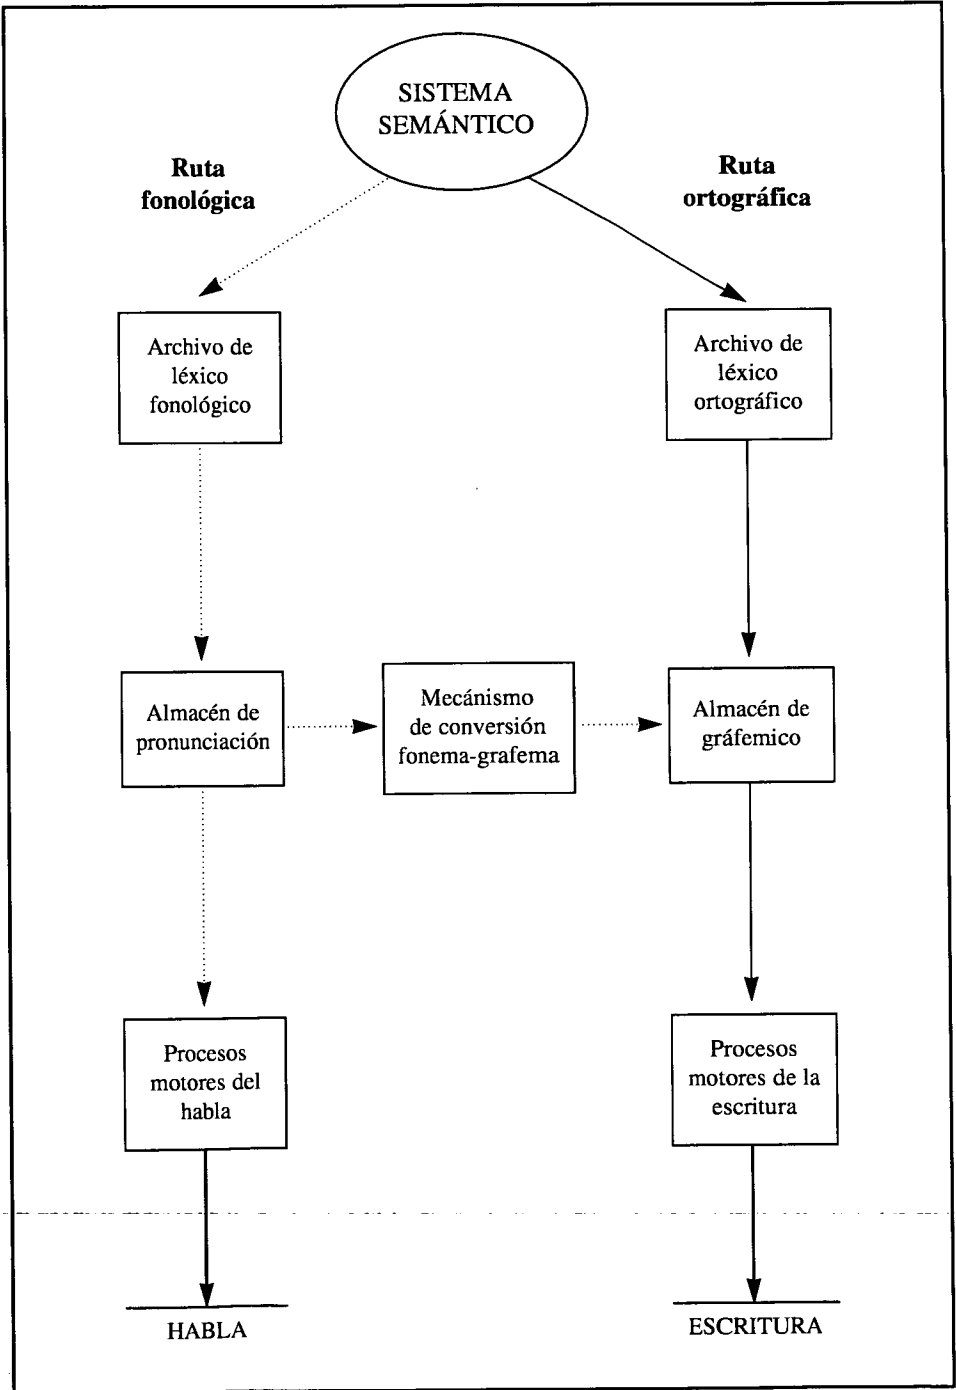 SISTEMA
SEMÁNTICO
Ruta
fonológica
Ruta
ortográfica
Archivo de
léxico
fonológico
Archivo de
léxico
ortográfico
Almacén de
pronunciación
Mecánismo
de conversión
fonema-grafema
Almacén de
gráfemico
Procesos
motores del
habla
Procesos
motores de la
escritura
HABLA
ESCRITURA